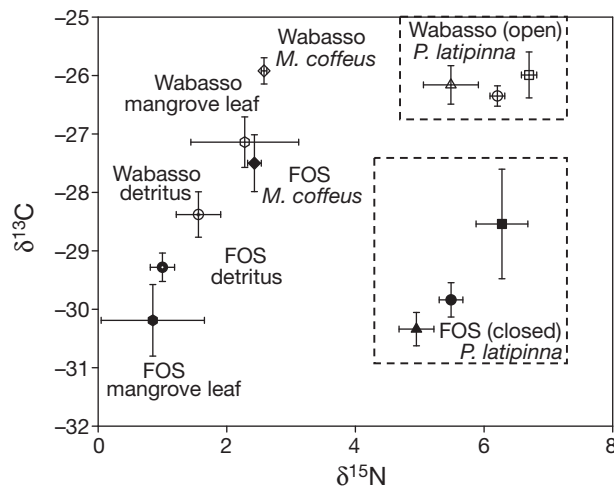 –25
–26
–27
–28
–29
–30
–31
–32
δ13C
0
2
4
6
8
δ15N
Wabasso
M. coffeus
Wabasso
mangrove leaf
FOS
M. coffeus
Wabasso
detritus
FOS
detritus
FOS
mangrove leaf
Wabasso (open)
P. latipinna
FOS (closed)
P. latipinna